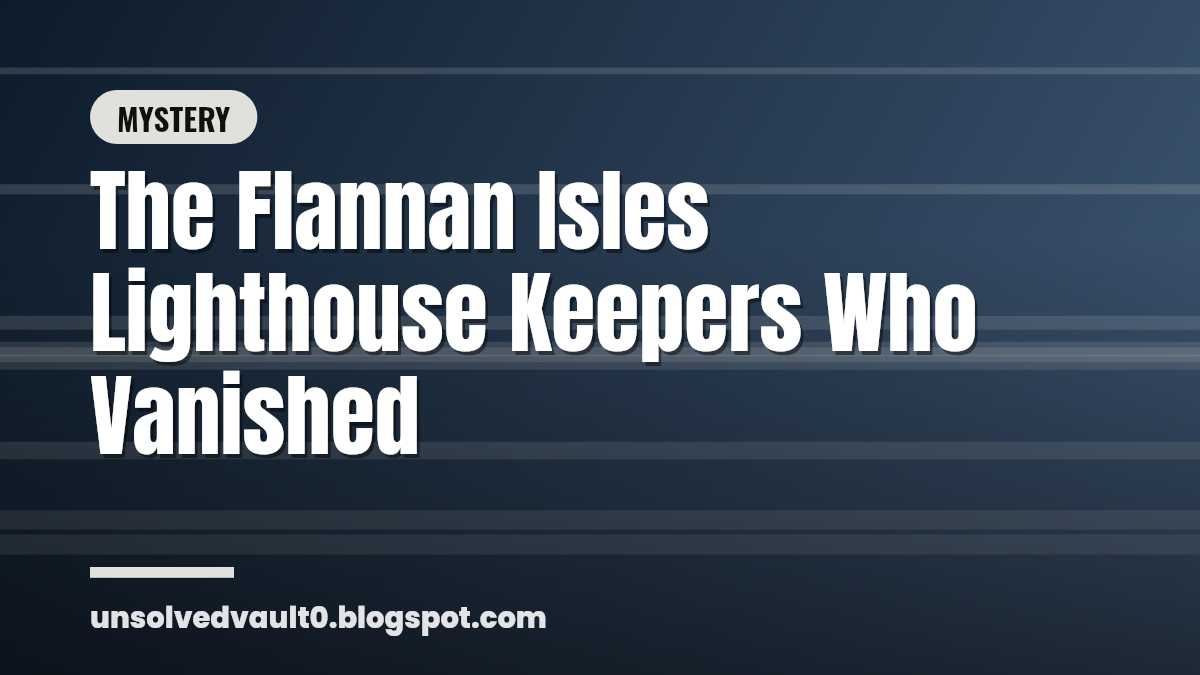 MYSTERY
The Flannan Isles
Lighthouse Keepers Who
Vanished
unsolvedvault0.blogspot.com